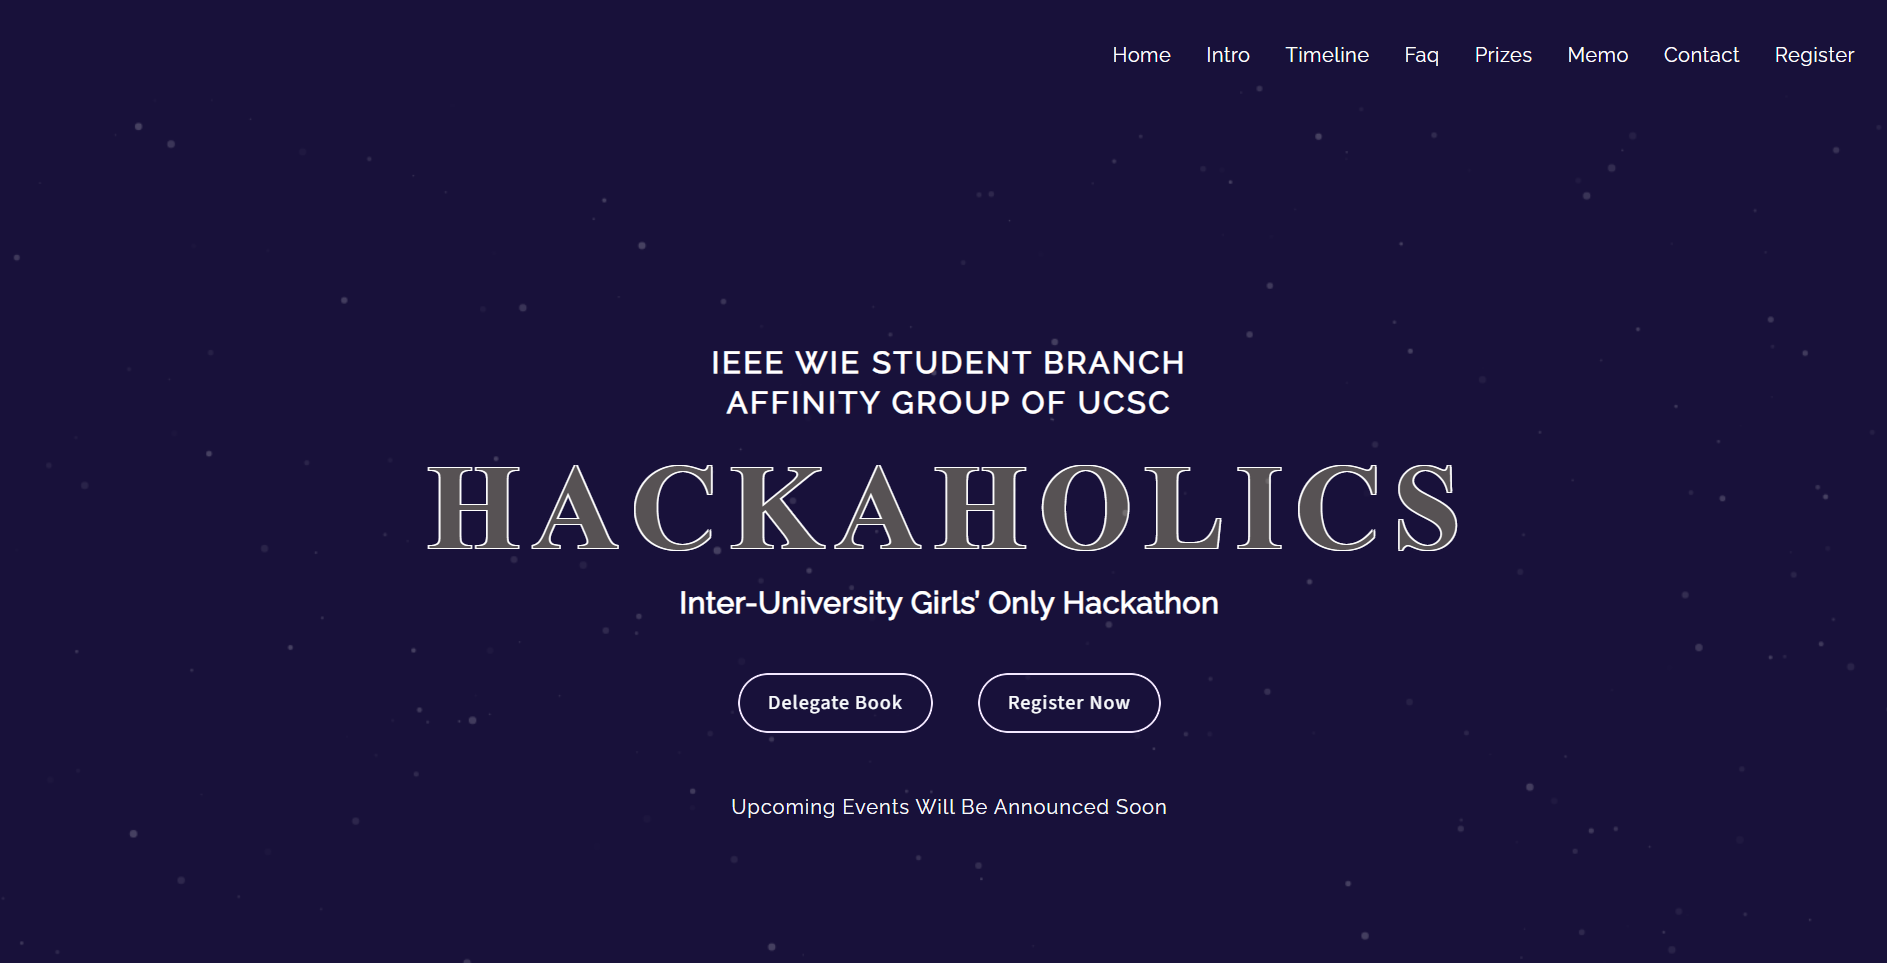 Home Intro Timeline Faq Prizes Memo Contact Register
IEEE WIE STUDENT BRANCH
AFFINITY GROUP OF UCSC
HACKAHOLICS
Inter-University Girls’ Only Hackathon
Delegate Book Register Now
Upcoming Events Will Be Announced Soon